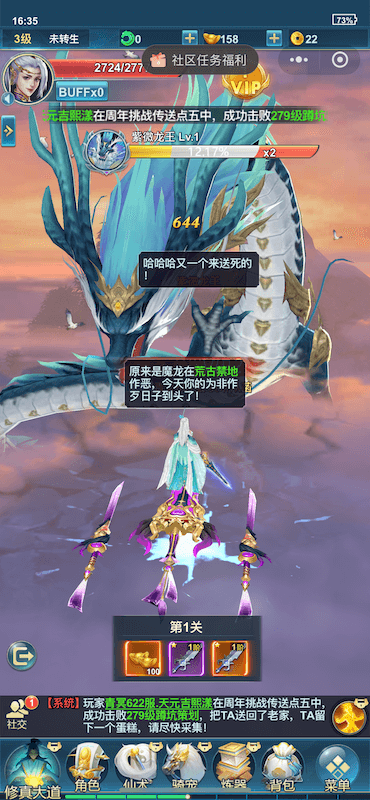 16:35
73%
3级 未转生 0 158 22
社区任务福利
2724/277
VIP
BUFFx0
元吉熙漾在周年挑战传送点五中，成功击败279级蹲坑
紫微龙王 Lv.1
12.17% x2
644
哈哈哈又一个来送死的
！
原来是魔龙在荒古禁地
作恶，今天你的为非作
歹日子到头了！
第1关
100 1阶 1阶
社交 1
【系统】玩家青冥622服.天元吉熙漾在周年挑战传送点五中，
成功击败279级蹲坑策划，把TA送回了老家，TA留
下一个蛋糕，请尽快采集！
修真大道 角色 仙术 骑宠 炼器 背包 菜单